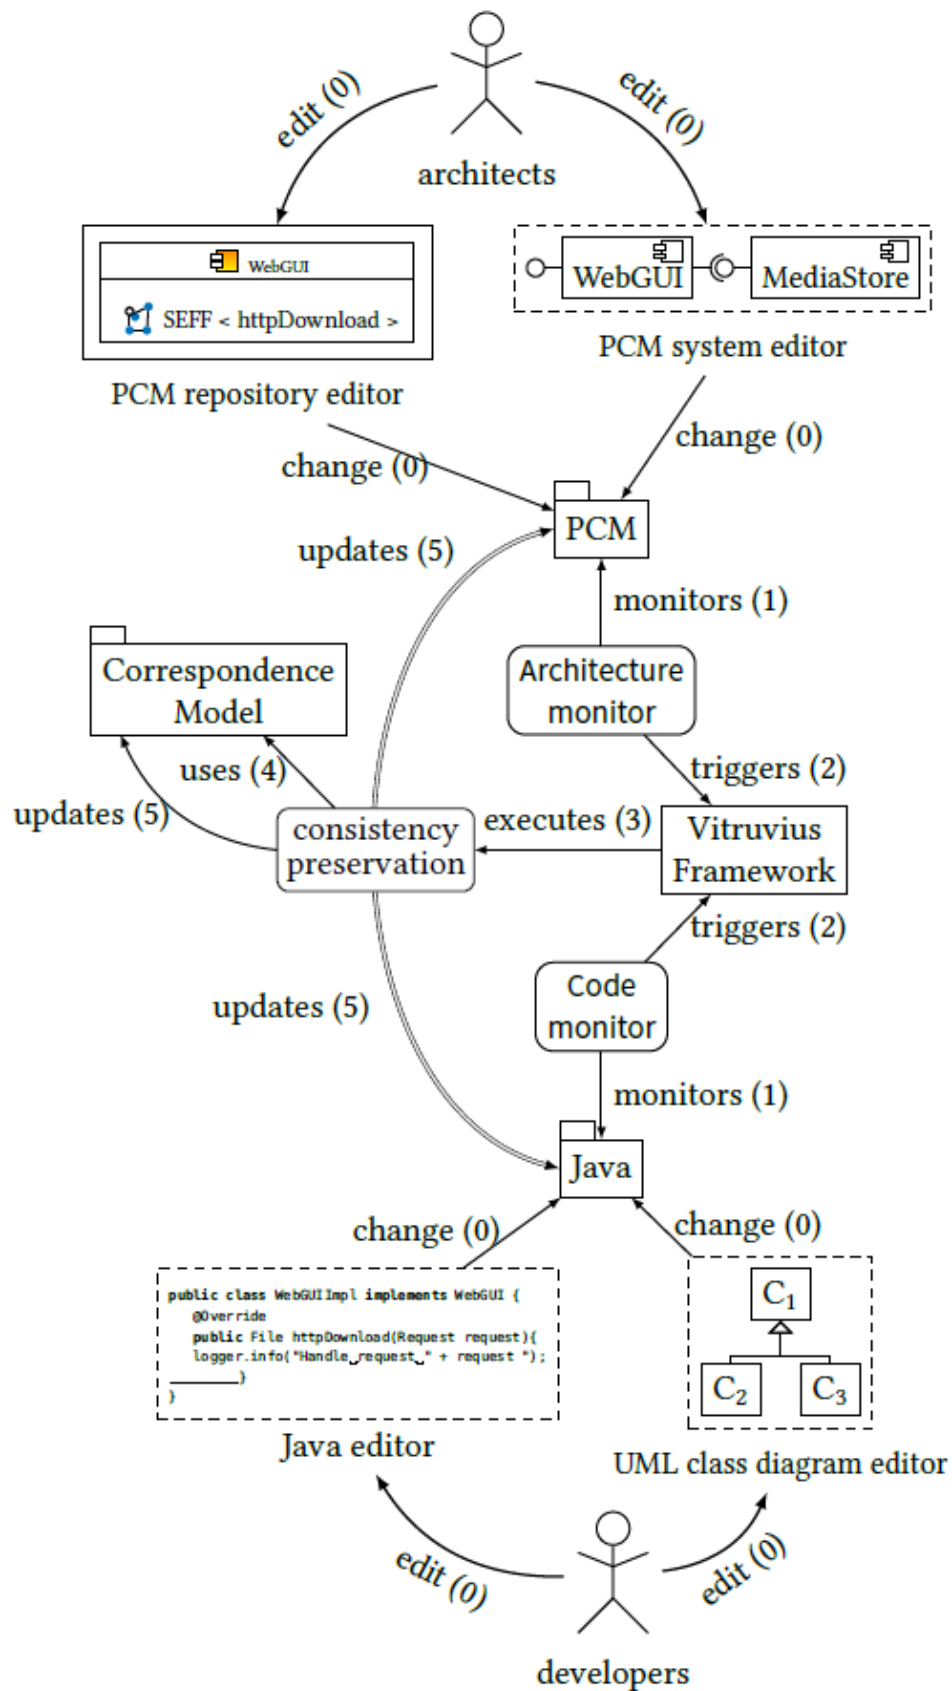 edit (0)
edit (0)
architects
WebGUI
SEFF < httpDownload >
WebGUI
MediaStore
PCM repository editor
PCM system editor
change (0)
change (0)
PCM
updates (5)
monitors (1)
Correspondence
Model
Architecture
monitor
uses (4)
triggers (2)
updates (5)
consistency
preservation
executes (3)
Vitruvius
Framework
triggers (2)
updates (5)
Code
monitor
monitors (1)
Java
change (0)
change (0)
public class WebGUIImpl implements WebGUI {
@Override
public File httpDownload(Request request){
logger.info("Handle␣request␣" + request ");
}
}
C₁
C₂
C₃
Java editor
UML class diagram editor
edit (0)
edit (0)
developers